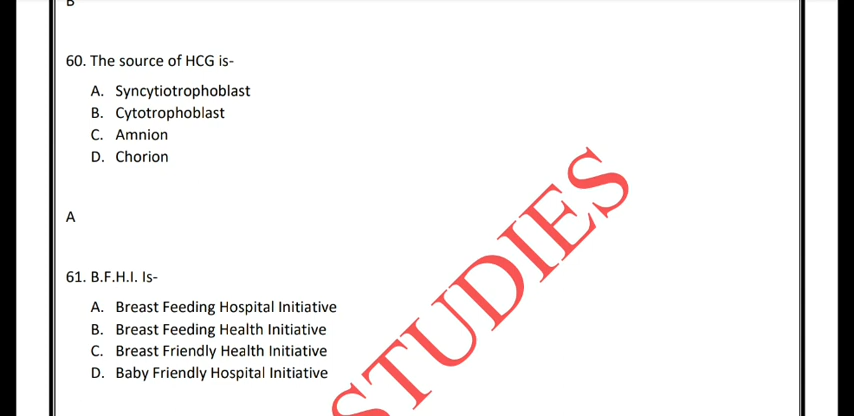 B
60. The source of HCG is-
A. Syncytiotrophoblast
B. Cytotrophoblast
C. Amnion
D. Chorion
A
61. B.F.H.I. Is-
A. Breast Feeding Hospital Initiative
B. Breast Feeding Health Initiative
C. Breast Friendly Health Initiative
D. Baby Friendly Hospital Initiative
STUDIES